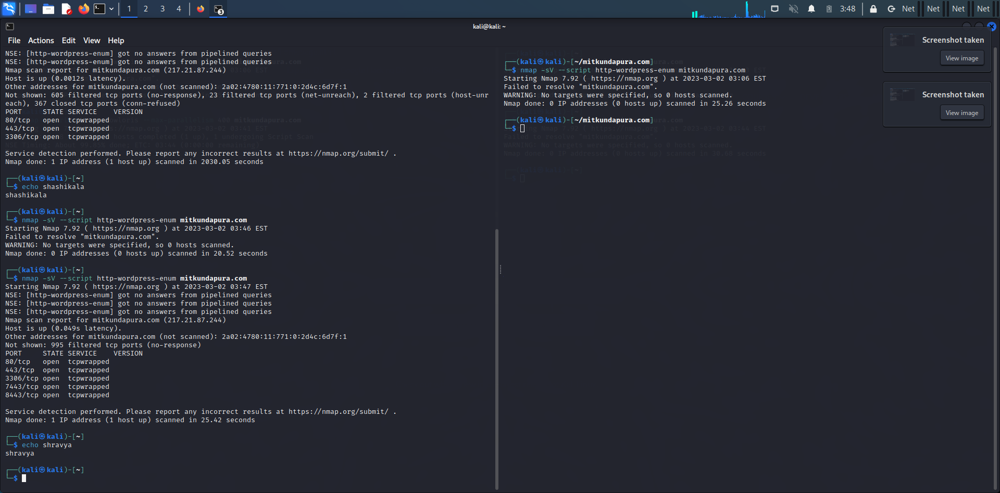 1 2 3 4 3 3:48 Net Net Net Net
kali@kali: ~
File Actions Edit View Help
NSE: [http-wordpress-enum] got no answers from pipelined queries
NSE: [http-wordpress-enum] got no answers from pipelined queries
Nmap scan report for mitkundapura.com (217.21.87.244)
Host is up (0.0012s latency).
Other addresses for mitkundapura.com (not scanned): 2a02:4780:11:771:0:2d4c:6d7f:1
Not shown: 605 filtered tcp ports (no-response), 23 filtered tcp ports (net-unreach), 2 filtered tcp ports (host-unr
each), 367 closed tcp ports (conn-refused)
PORT     STATE SERVICE    VERSION
80/tcp   open  tcpwrapped
443/tcp  open  tcpwrapped
3306/tcp open  tcpwrapped
Service detection performed. Please report any incorrect results at https://nmap.org/submit/ .
Nmap done: 1 IP address (1 host up) scanned in 2030.05 seconds
┌──(kali㉿kali)-[~]
└─$ echo shashikala
shashikala
┌──(kali㉿kali)-[~]
└─$ nmap -sV --script http-wordpress-enum mitkundapura.com
Starting Nmap 7.92 ( https://nmap.org ) at 2023-03-02 03:46 EST
Failed to resolve "mitkundapura.com".
WARNING: No targets were specified, so 0 hosts scanned.
Nmap done: 0 IP addresses (0 hosts up) scanned in 20.52 seconds
┌──(kali㉿kali)-[~]
└─$ nmap -sV --script http-wordpress-enum mitkundapura.com
Starting Nmap 7.92 ( https://nmap.org ) at 2023-03-02 03:47 EST
NSE: [http-wordpress-enum] got no answers from pipelined queries
NSE: [http-wordpress-enum] got no answers from pipelined queries
NSE: [http-wordpress-enum] got no answers from pipelined queries
Nmap scan report for mitkundapura.com (217.21.87.244)
Host is up (0.049s latency).
Other addresses for mitkundapura.com (not scanned): 2a02:4780:11:771:0:2d4c:6d7f:1
Not shown: 995 filtered tcp ports (no-response)
PORT     STATE SERVICE    VERSION
80/tcp   open  tcpwrapped
443/tcp  open  tcpwrapped
3306/tcp open  tcpwrapped
7443/tcp open  tcpwrapped
8443/tcp open  tcpwrapped
Service detection performed. Please report any incorrect results at https://nmap.org/submit/ .
Nmap done: 1 IP address (1 host up) scanned in 25.42 seconds
┌──(kali㉿kali)-[~]
└─$ echo shravya
shravya
┌──(kali㉿kali)-[~]
└─$
┌──(kali㉿kali)-[~/mitkundapura.com]
└─$ nmap -sV --script http-wordpress-enum mitkundapura.com
Starting Nmap 7.92 ( https://nmap.org ) at 2023-03-02 03:06 EST
Failed to resolve "mitkundapura.com".
WARNING: No targets were specified, so 0 hosts scanned.
Nmap done: 0 IP addresses (0 hosts up) scanned in 25.26 seconds
┌──(kali㉿kali)-[~/mitkundapura.com]
└─$
Screenshot taken
View image
Screenshot taken
View image